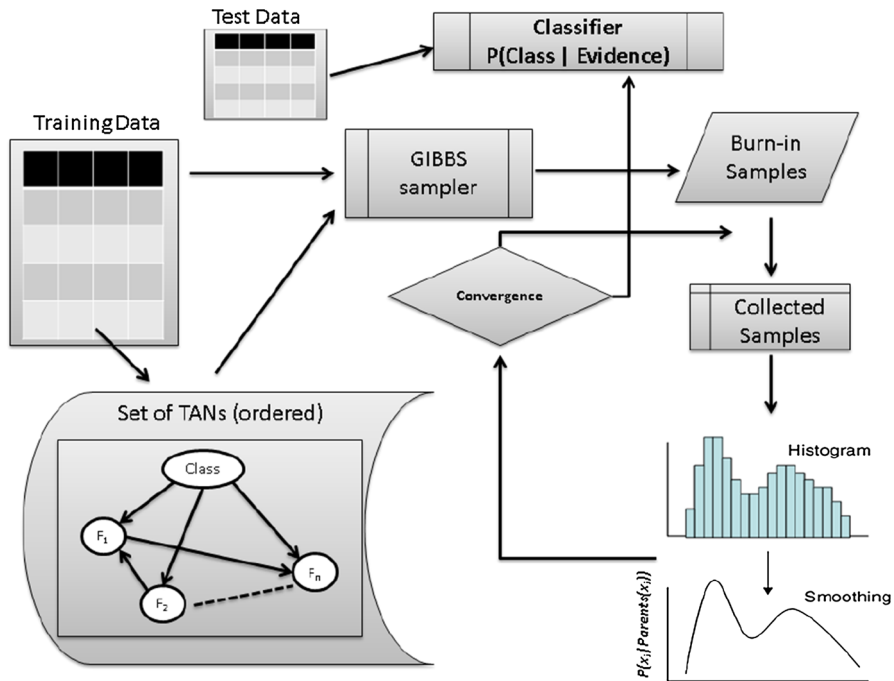 Test Data
Classifier
P(Class | Evidence)
Training Data
GIBBS
sampler
Burn-in
Samples
Convergence
Collected
Samples
Set of TANs (ordered)
Class
F1
F2
Fn
Histogram
Smoothing
P(xi| Parents(xi))